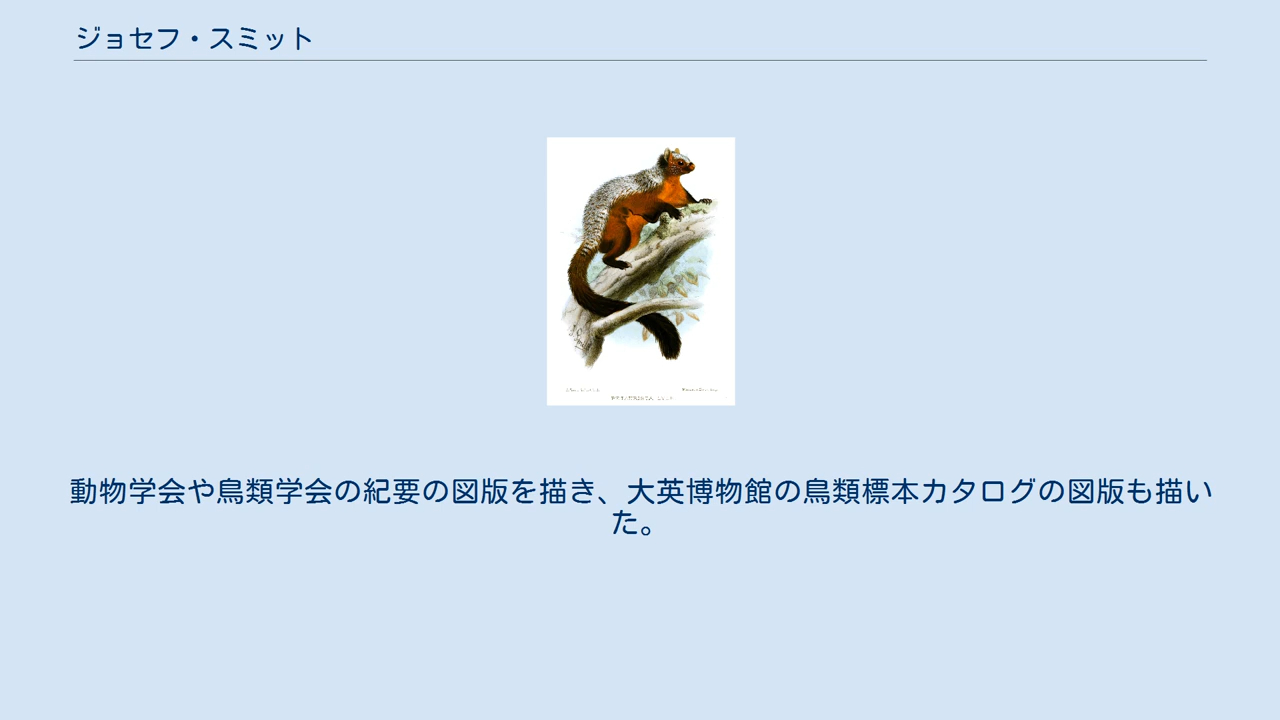 ジョセフ・スミット
動物学会や鳥類学会の紀要の図版を描き、大英博物館の鳥類標本カタログの図版も描い
た。